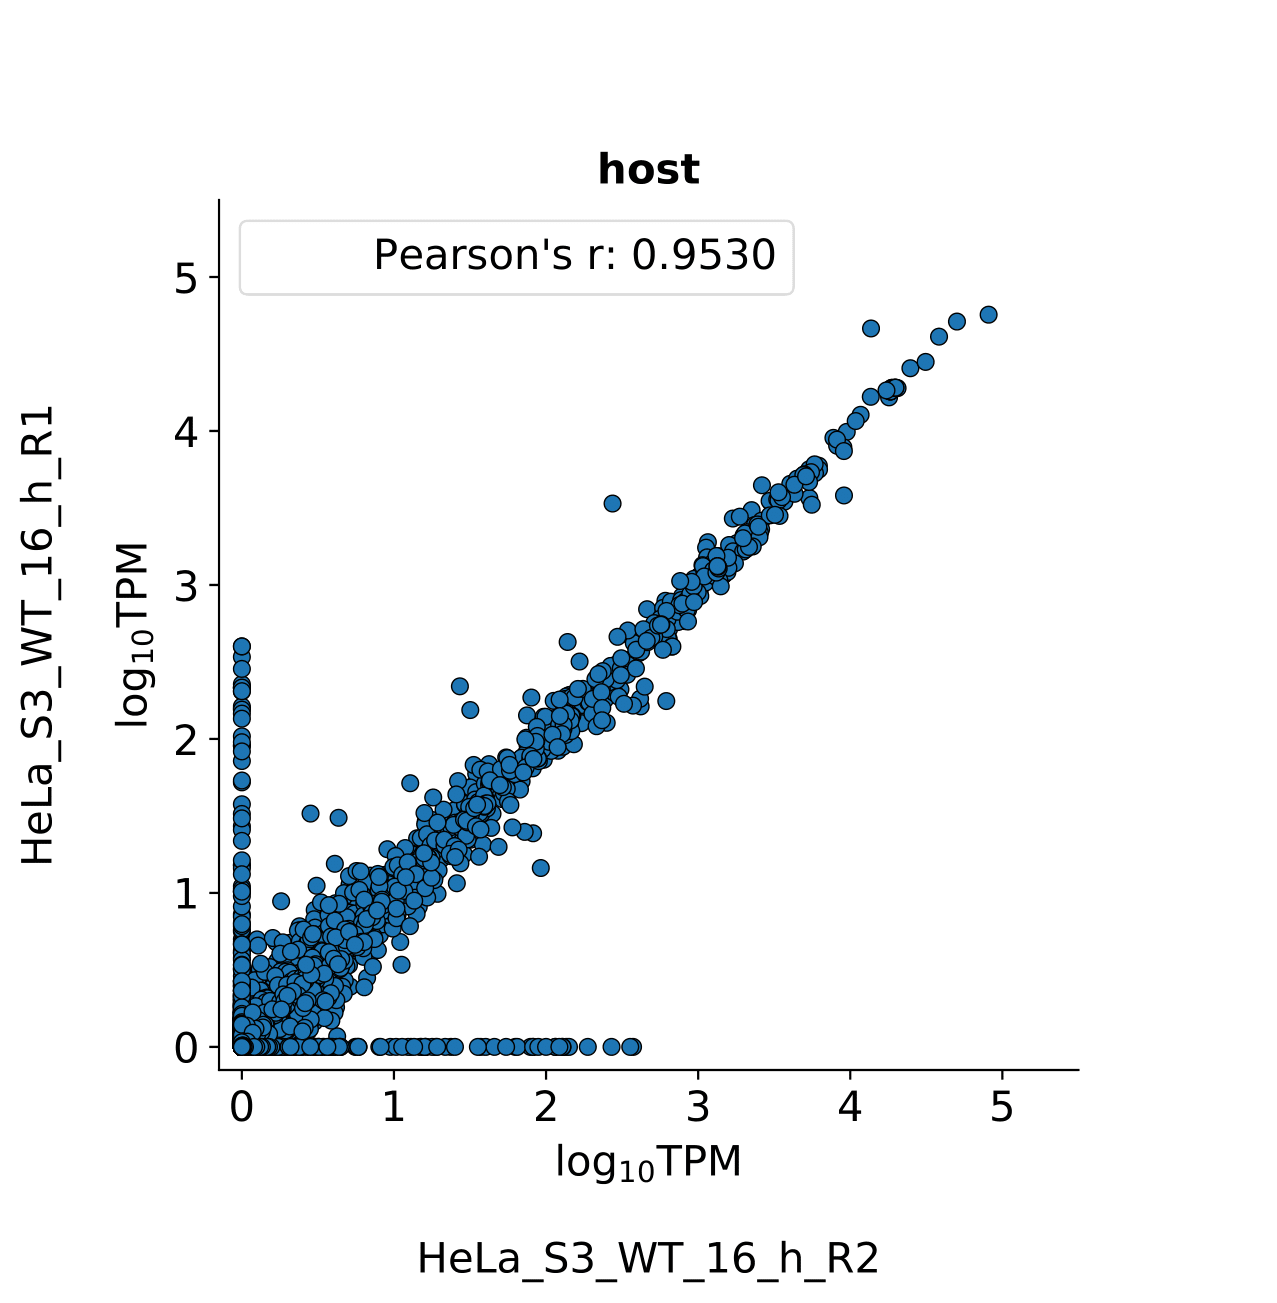 host
Pearson's r: 0.9530
HeLa_S3_WT_16_h_R1
log₁₀TPM
5
4
3
2
1
0
0 1 2 3 4 5
log₁₀TPM
HeLa_S3_WT_16_h_R2